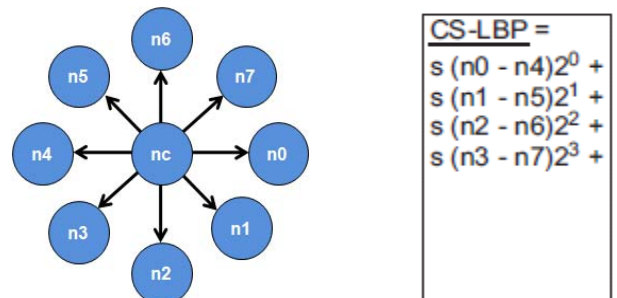 n6
n5
n7
n4
nc
n0
n3
n1
n2
CS-LBP =
s (n0 - n4)2⁰ +
s (n1 - n5)2¹ +
s (n2 - n6)2² +
s (n3 - n7)2³ +